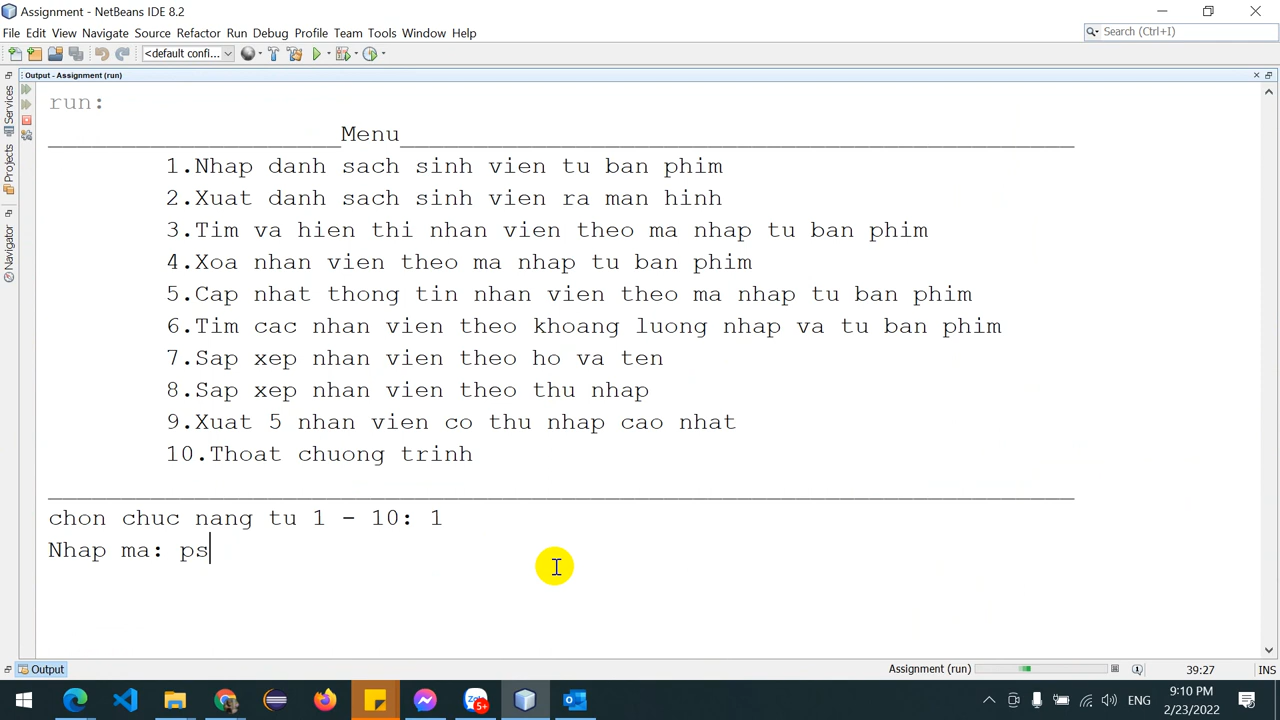 Assignment - NetBeans IDE 8.2
File Edit View Navigate Source Refactor Run Debug Profile Team Tools Window Help
Search (Ctrl+I)
<default confi...
Output - Assignment (run)
Services
Projects
Navigator
run:
____________________Menu______________________________________________
1.Nhap danh sach sinh vien tu ban phim
2.Xuat danh sach sinh vien ra man hinh
3.Tim va hien thi nhan vien theo ma nhap tu ban phim
4.Xoa nhan vien theo ma nhap tu ban phim
5.Cap nhat thong tin nhan vien theo ma nhap tu ban phim
6.Tim cac nhan vien theo khoang luong nhap va tu ban phim
7.Sap xep nhan vien theo ho va ten
8.Sap xep nhan vien theo thu nhap
9.Xuat 5 nhan vien co thu nhap cao nhat
10.Thoat chuong trinh
______________________________________________________________________
chon chuc nang tu 1 - 10: 1
Nhap ma: ps
Output
Assignment (run)
39:27
INS
5+
ENG
9:10 PM
2/23/2022